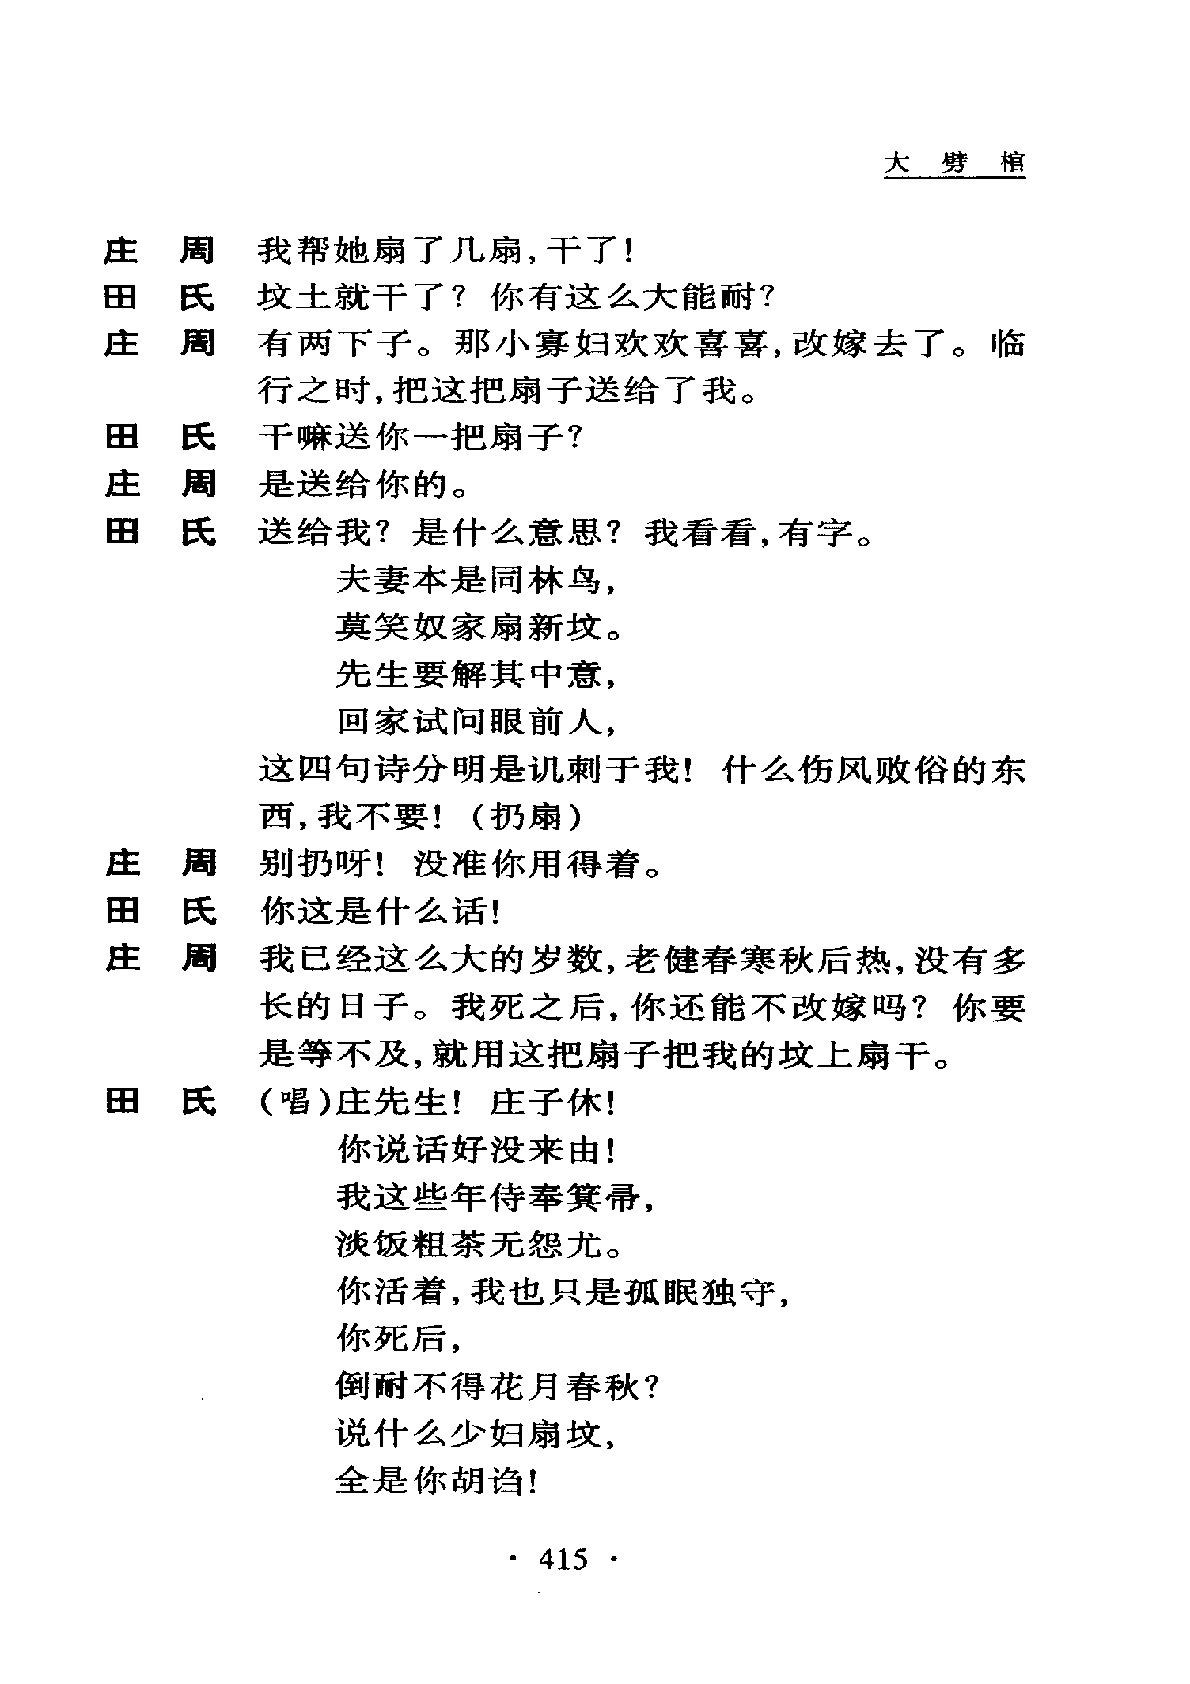 大劈棺
庄周 我帮她扇了几扇,干了!
田氏 坟土就干了? 你有这么大能耐?
庄周 有两下子。那小寡妇欢欢喜喜,改嫁去了。临
行之时,把这把扇子送给了我。
田氏 干嘛送你一把扇子?
庄周 是送给你的。
田氏 送给我? 是什么意思? 我看看,有字。
夫妻本是同林鸟,
莫笑奴家扇新坟。
先生要解其中意,
回家试问眼前人,
这四句诗分明是讥刺于我! 什么伤风败俗的东
西,我不要! (扔扇)
庄周 别扔呀! 没准你用得着。
田氏 你这是什么话!
庄周 我已经这么大的岁数,老健春寒秋后热,没有多
长的日子。我死之后,你还能不改嫁吗? 你要
是等不及,就用这把扇子把我的坟上扇干。
田氏 (唱)庄先生! 庄子休!
你说话好没来由!
我这些年侍奉箕帚,
淡饭粗茶无怨尤。
你活着,我也只是孤眠独守,
你死后,
倒耐不得花月春秋?
说什么少妇扇坟,
全是你胡诌!
· 415 ·